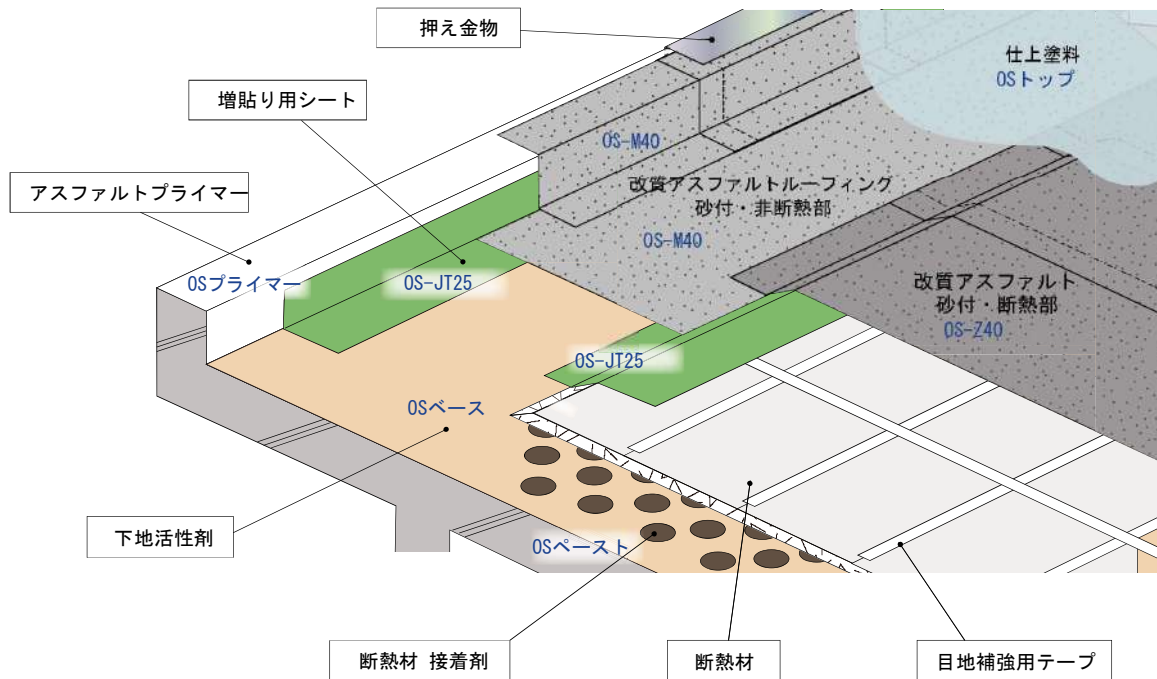 押え金物
仕上塗料
OSトップ
増貼り用シート
OS-M40
アスファルトプライマー
改質アスファルトルーフィング
砂付・非断熱部
OS-M40
OSプライマー
OS-JT25
改質アスファルト
砂付・断熱部
OS-Z40
OS-JT25
OSベース
下地活性剤
OSペースト
断熱材 接着剤
断熱材
目地補強用テープ